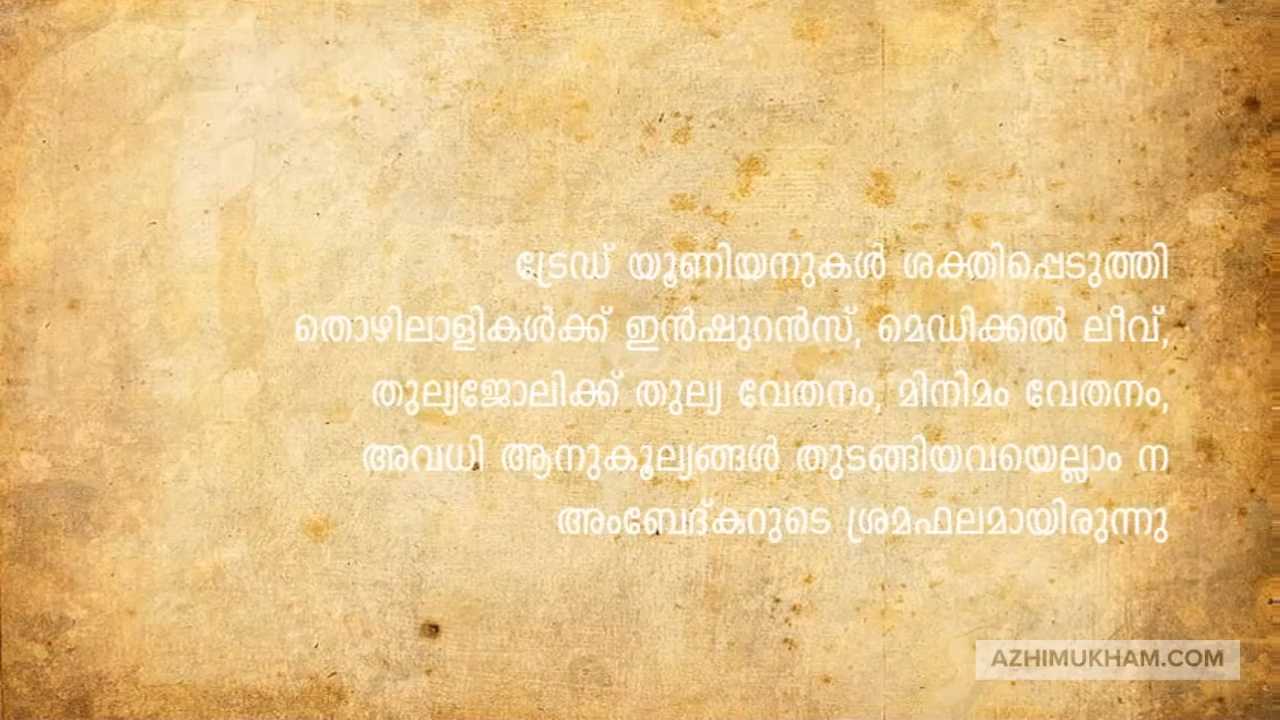 ട്രേഡ് യൂണിയനുകൾ ശക്തിപ്പെടുത്തി
തൊഴിലാളികൾക്ക് ഇൻഷുറൻസ്, മെഡിക്കൽ ലീവ്,
തുല്യജോലിക്ക് തുല്യ വേതനം, മിനിമം വേതനം,
അവധി ആനുകൂല്യങ്ങൾ തുടങ്ങിയവയെല്ലാം ന
അംബേദ്കറുടെ ശ്രമഫലമായിരുന്നു
AZHIMUKHAM.COM